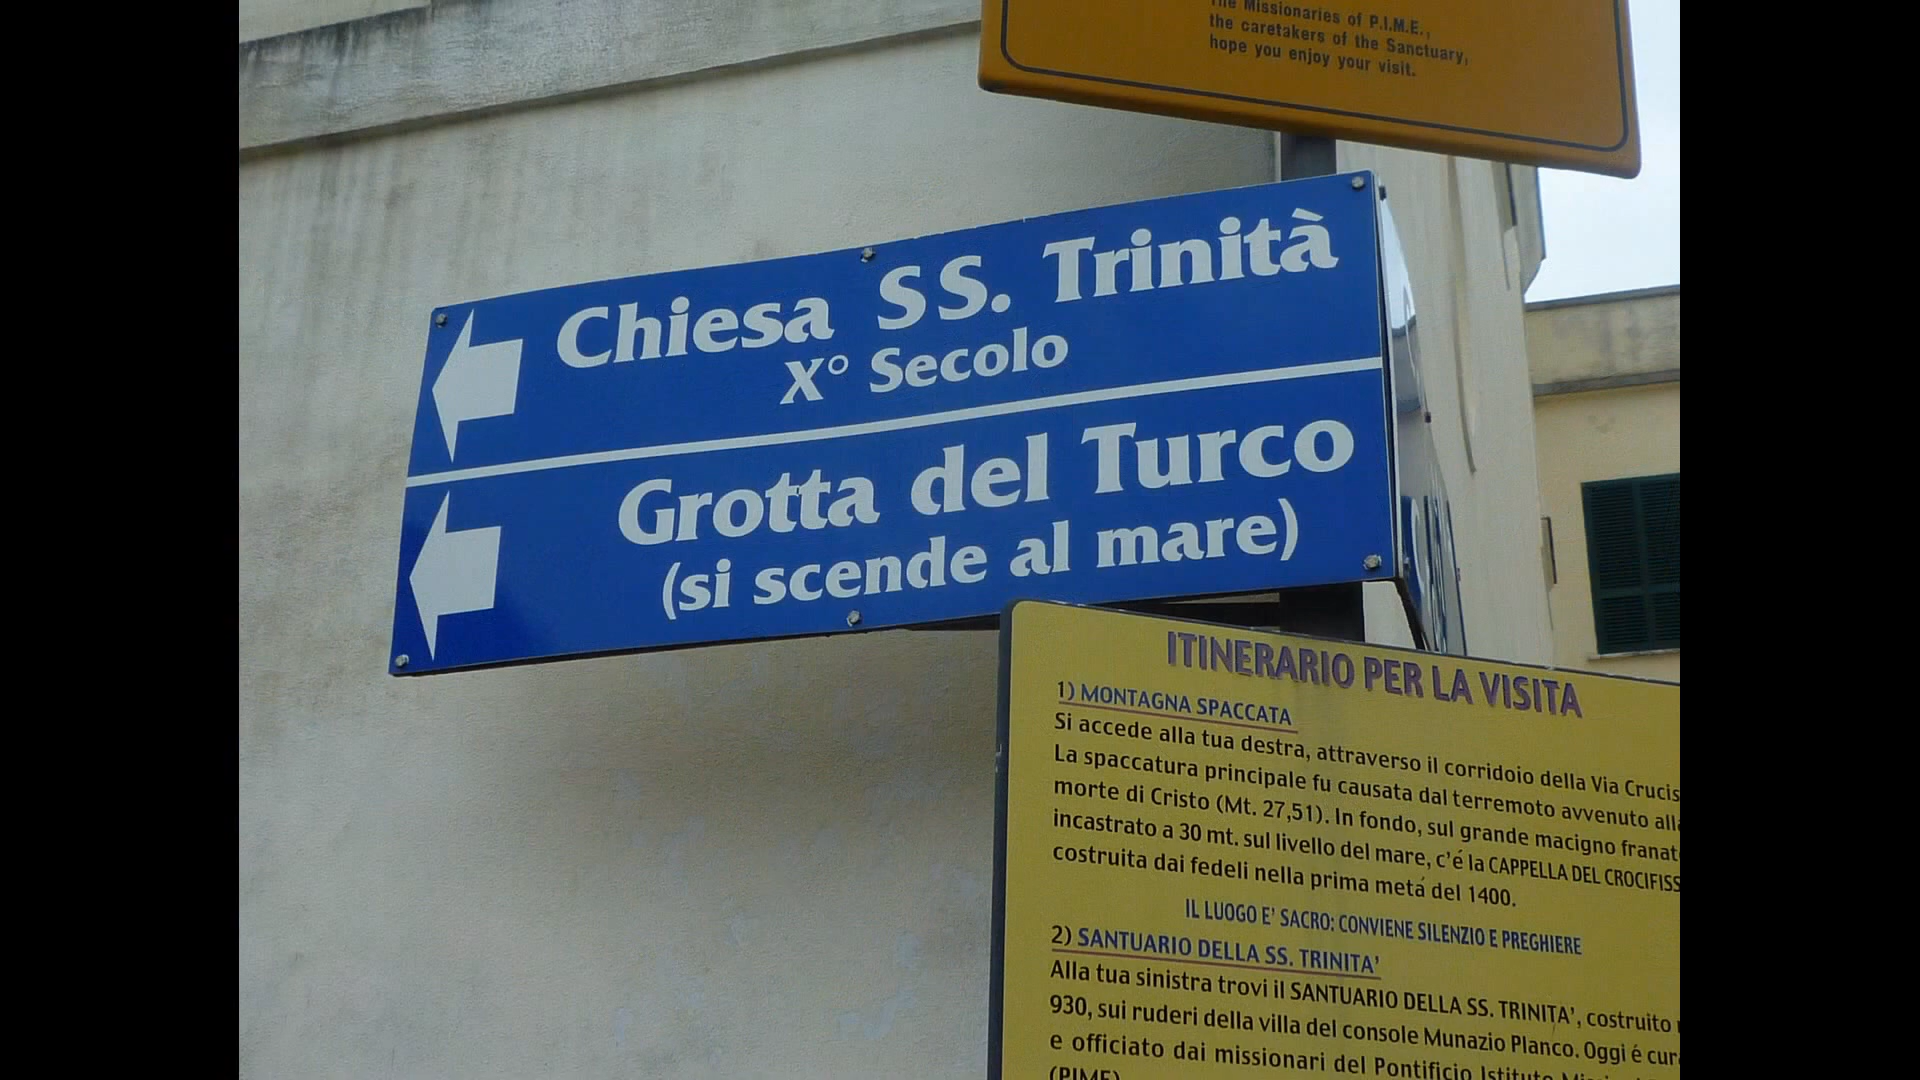 The Missionaries of P.I.M.E.,
the caretakers of the Sanctuary,
hope you enjoy your visit.
Chiesa SS. Trinità
X° Secolo
Grotta del Turco
(si scende al mare)
ITINERARIO PER LA VISITA
1) MONTAGNA SPACCATA
Si accede alla tua destra, attraverso il corridoio della Via Crucis
La spaccatura principale fu causata dal terremoto avvenuto alla
morte di Cristo (Mt. 27,51). In fondo, sul grande macigno franat
incastrato a 30 mt. sul livello del mare, c'é la CAPPELLA DEL CROCIFISS
costruita dai fedeli nella prima metá del 1400.
IL LUOGO E' SACRO: CONVIENE SILENZIO E PREGHIERE
2) SANTUARIO DELLA SS. TRINITA'
Alla tua sinistra trovi il SANTUARIO DELLA SS. TRINITA', costruito
930, sui ruderi della villa del console Munazio Planco. Oggi é cur
e officiato dai missionari del Pontificio Istituto
(PIME)